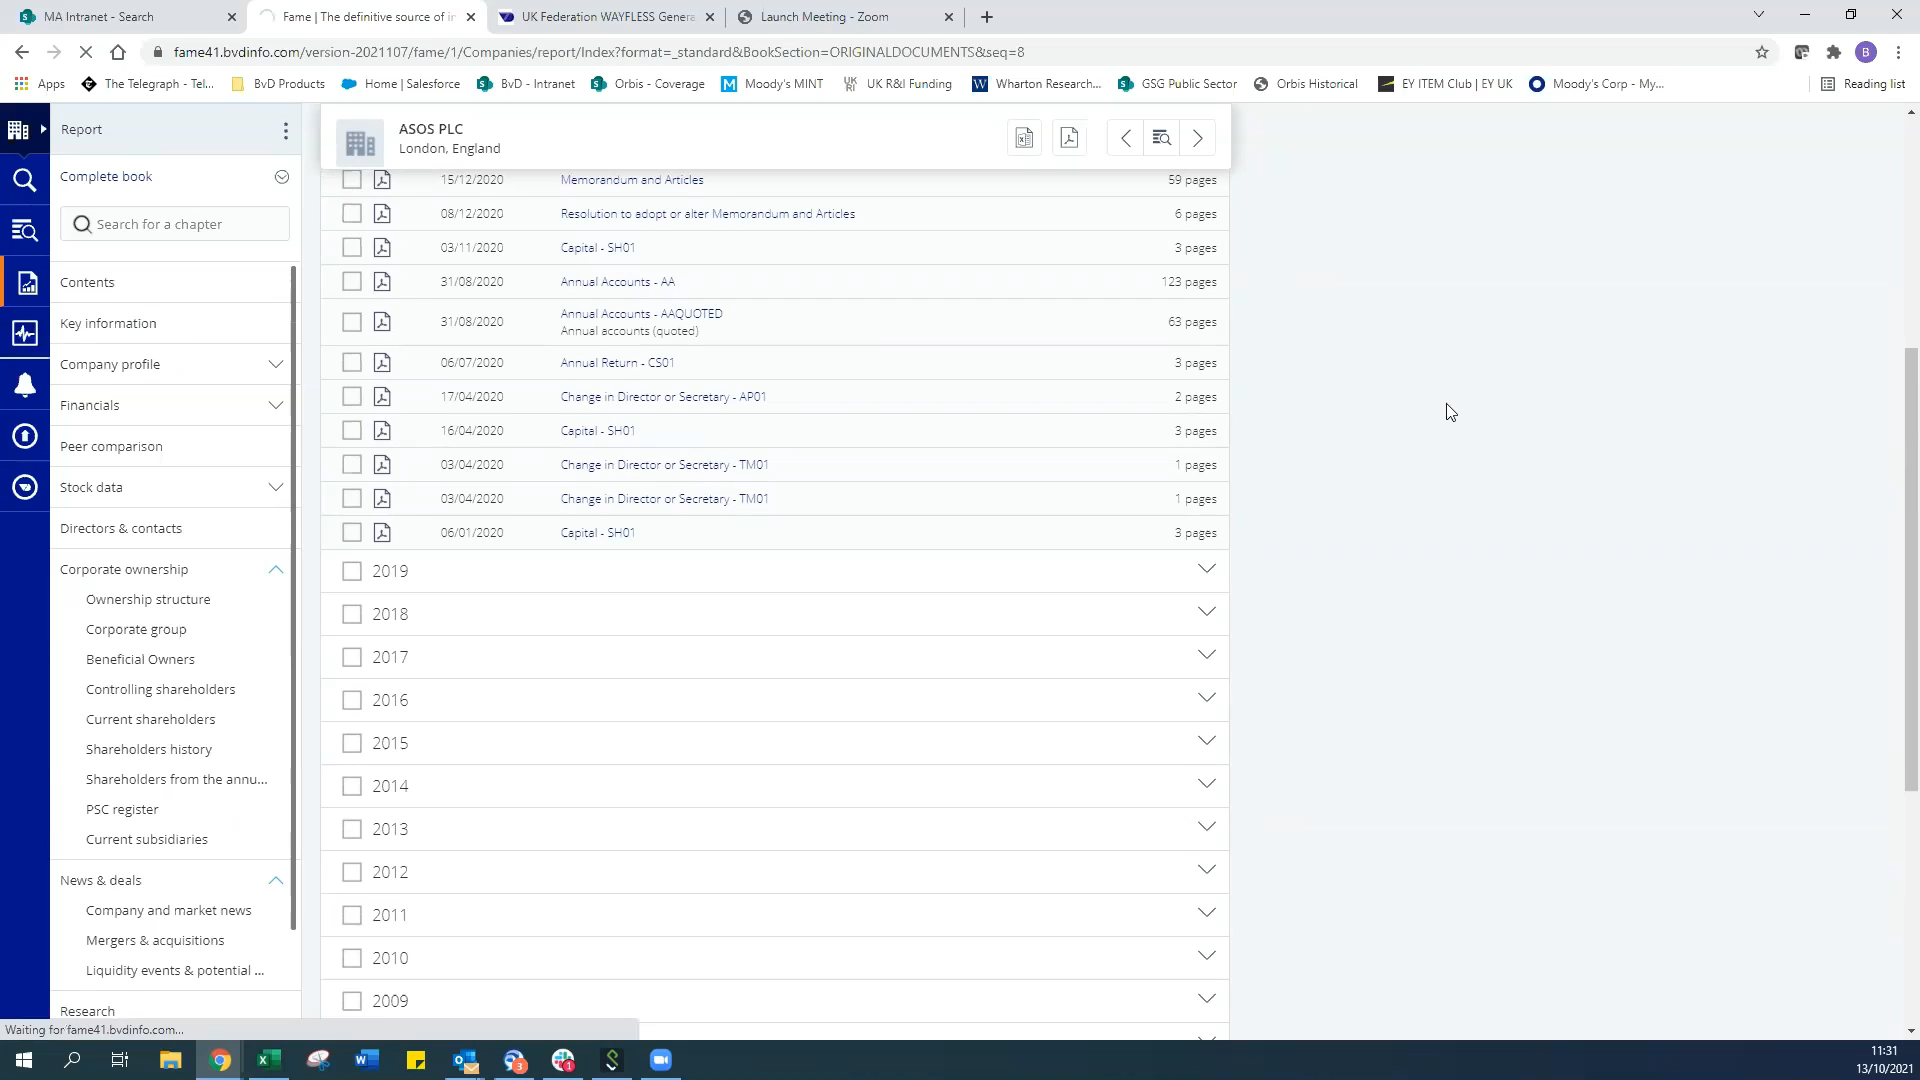 MA Intranet - Search
Fame | The definitive source of in
UK Federation WAYFLESS Genera
Launch Meeting - Zoom
fame41.bvdinfo.com/version-2021107/fame/1/Companies/report/Index?format=_standard&BookSection=ORIGINALDOCUMENTS&seq=8
B
Apps
The Telegraph - Tel...
BvD Products
Home | Salesforce
BvD - Intranet
Orbis - Coverage
Moody's MINT
UK R&I Funding
Wharton Research...
GSG Public Sector
Orbis Historical
EY ITEM Club | EY UK
Moody's Corp - My...
Reading list
Report
Complete book
Search for a chapter
Contents
Key information
Company profile
Financials
Peer comparison
Stock data
Directors & contacts
Corporate ownership
Ownership structure
Corporate group
Beneficial Owners
Controlling shareholders
Current shareholders
Shareholders history
Shareholders from the annu...
PSC register
Current subsidiaries
News & deals
Company and market news
Mergers & acquisitions
Liquidity events & potential ...
Research
ASOS PLC
London, England
15/12/2020 Memorandum and Articles 59 pages
08/12/2020 Resolution to adopt or alter Memorandum and Articles 6 pages
03/11/2020 Capital - SH01 3 pages
31/08/2020 Annual Accounts - AA 123 pages
31/08/2020 Annual Accounts - AAQUOTED 63 pages
Annual accounts (quoted)
06/07/2020 Annual Return - CS01 3 pages
17/04/2020 Change in Director or Secretary - AP01 2 pages
16/04/2020 Capital - SH01 3 pages
03/04/2020 Change in Director or Secretary - TM01 1 pages
03/04/2020 Change in Director or Secretary - TM01 1 pages
06/01/2020 Capital - SH01 3 pages
2019
2018
2017
2016
2015
2014
2013
2012
2011
2010
2009
Waiting for fame41.bvdinfo.com...
11:31
13/10/2021